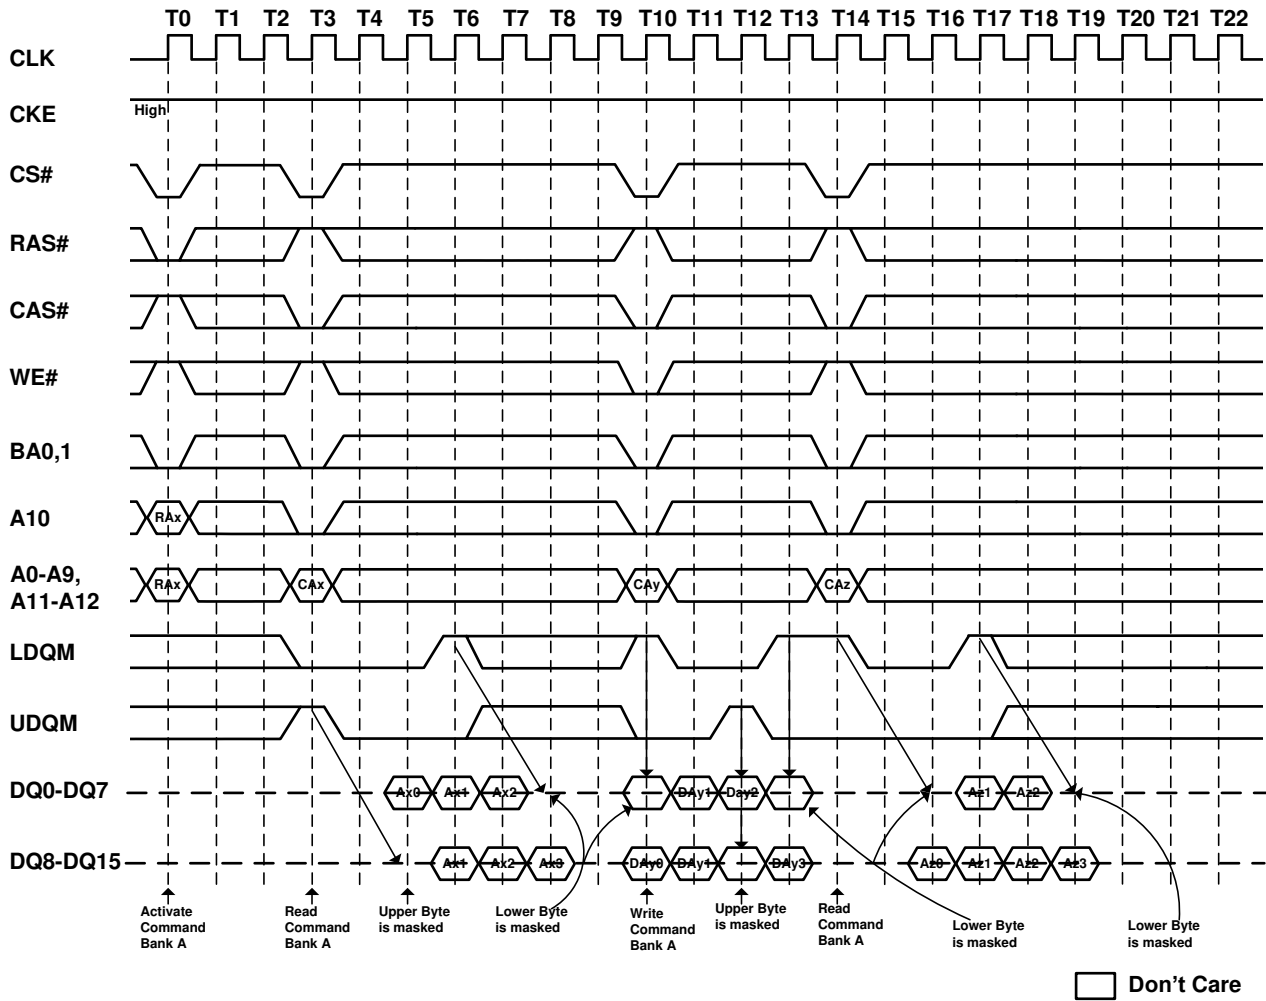 T0 T1 T2 T3 T4 T5 T6 T7 T8 T9 T10 T11 T12 T13 T14 T15 T16 T17 T18 T19 T20 T21 T22
CLK
CKE
High
CS#
RAS#
CAS#
WE#
BA0,1
A10
RAx
A0-A9,
A11-A12
RAx CAx CAy CAz
LDQM
UDQM
DQ0-DQ7
Ax0 Ax1 Ax2 DAy1 Day2 Az1 Az2
DQ8-DQ15
Ax1 Ax2 Ax3 DAy0 DAy1 DAy3 Az0 Az1 Az2 Az3
Activate
Command
Bank A
Read
Command
Bank A
Upper Byte
is masked
Lower Byte
is masked
Write
Command
Bank A
Upper Byte
is masked
Read
Command
Bank A
Lower Byte
is masked
Lower Byte
is masked
Don't Care